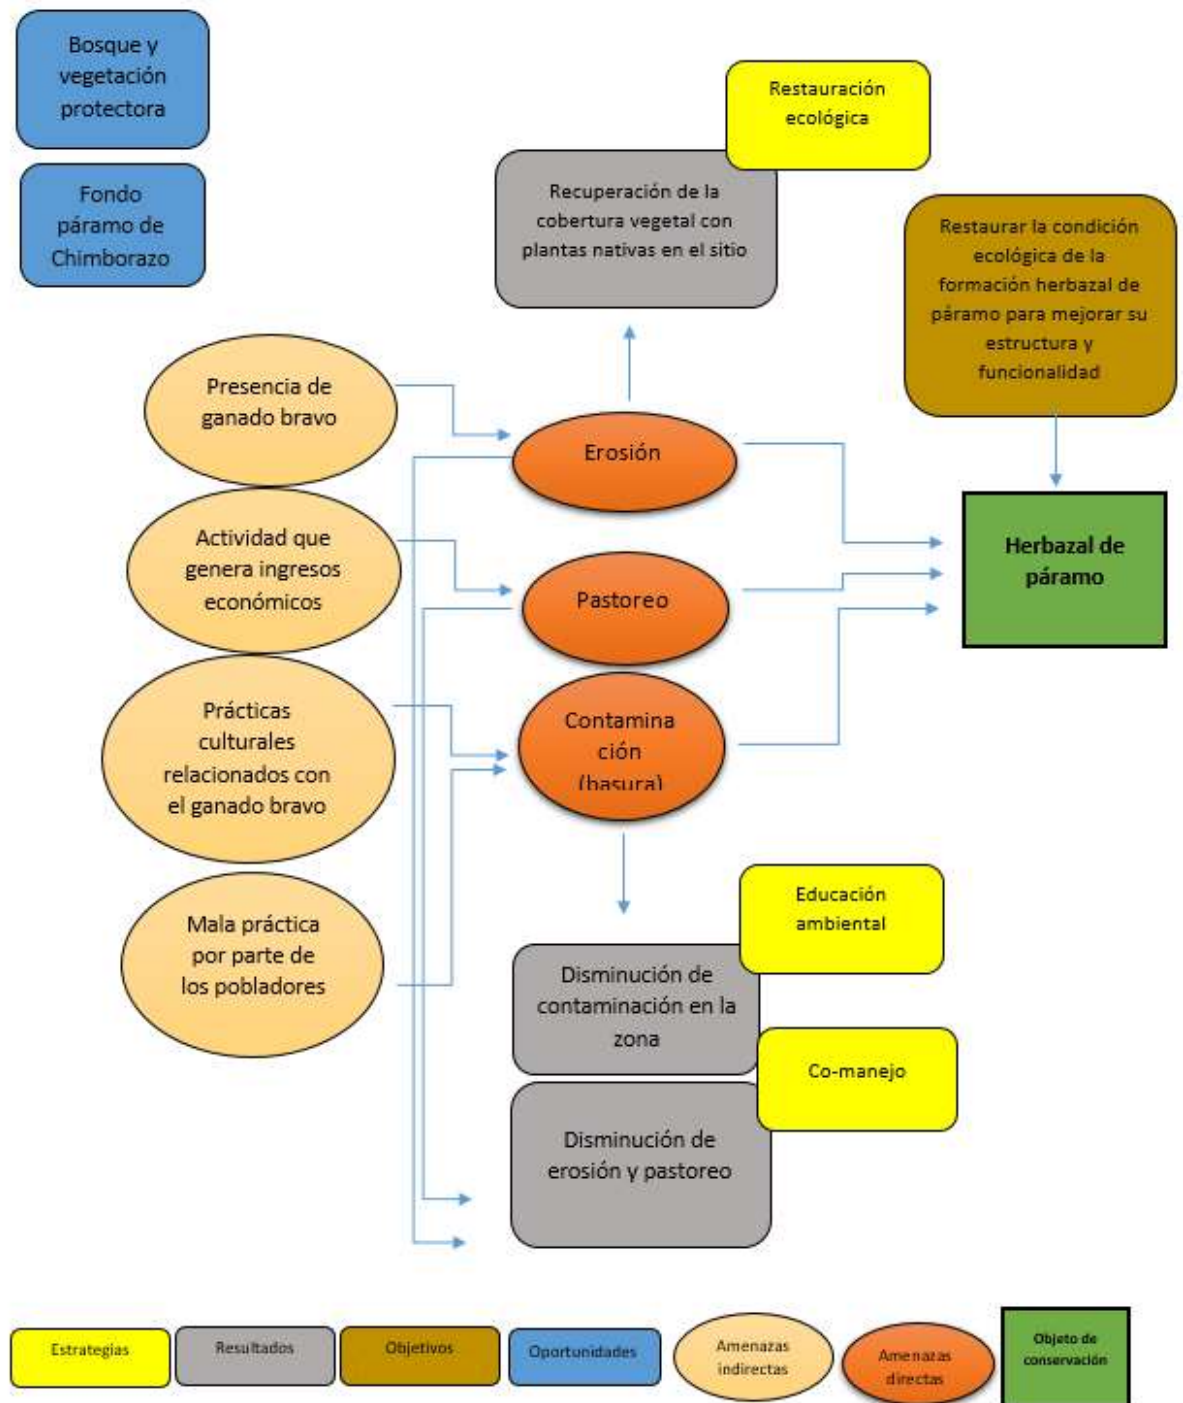 Bosque y
vegetación
protectora
Fondo
páramo de
Chimborazo
Restauración
ecológica
Recuperación de la
cobertura vegetal con
plantas nativas en el sitio
Restaurar la condición
ecológica de la
formación herbazal de
páramo para mejorar su
estructura y
funcionalidad
Presencia de
ganado bravo
Erosión
Actividad que
genera ingresos
económicos
Pastoreo
Herbazal de
páramo
Prácticas
culturales
relacionados con
el ganado bravo
Contamina
ción
(basura)
Mala práctica
por parte de
los pobladores
Educación
ambiental
Disminución de
contaminación en la
zona
Co-manejo
Disminución de
erosión y pastoreo
Estrategias
Resultados
Objetivos
Oportunidades
Amenazas
indirectas
Amenazas
directas
Objeto de
conservación